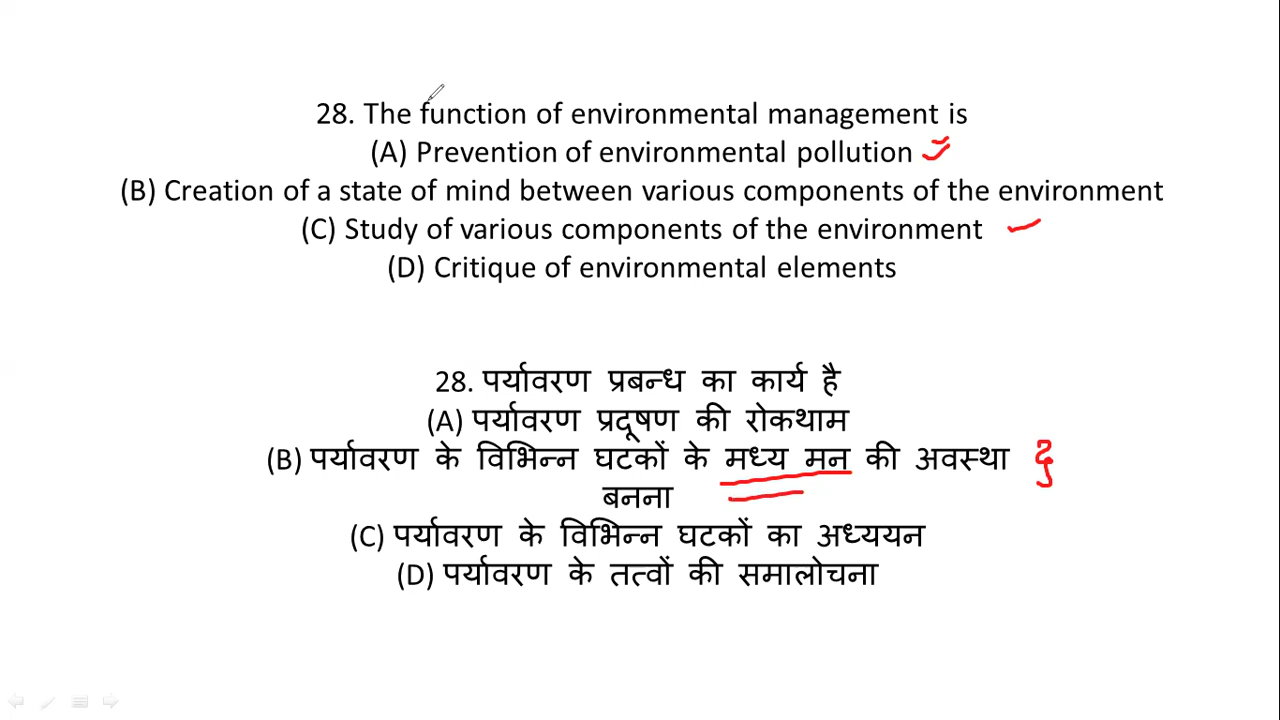 28. The function of environmental management is
(A) Prevention of environmental pollution
(B) Creation of a state of mind between various components of the environment
(C) Study of various components of the environment
(D) Critique of environmental elements
28. पर्यावरण प्रबन्ध का कार्य है
(A) पर्यावरण प्रदूषण की रोकथाम
(B) पर्यावरण के विभिन्न घटकों के मध्य मन की अवस्था
बनना
(C) पर्यावरण के विभिन्न घटकों का अध्ययन
(D) पर्यावरण के तत्वों की समालोचना